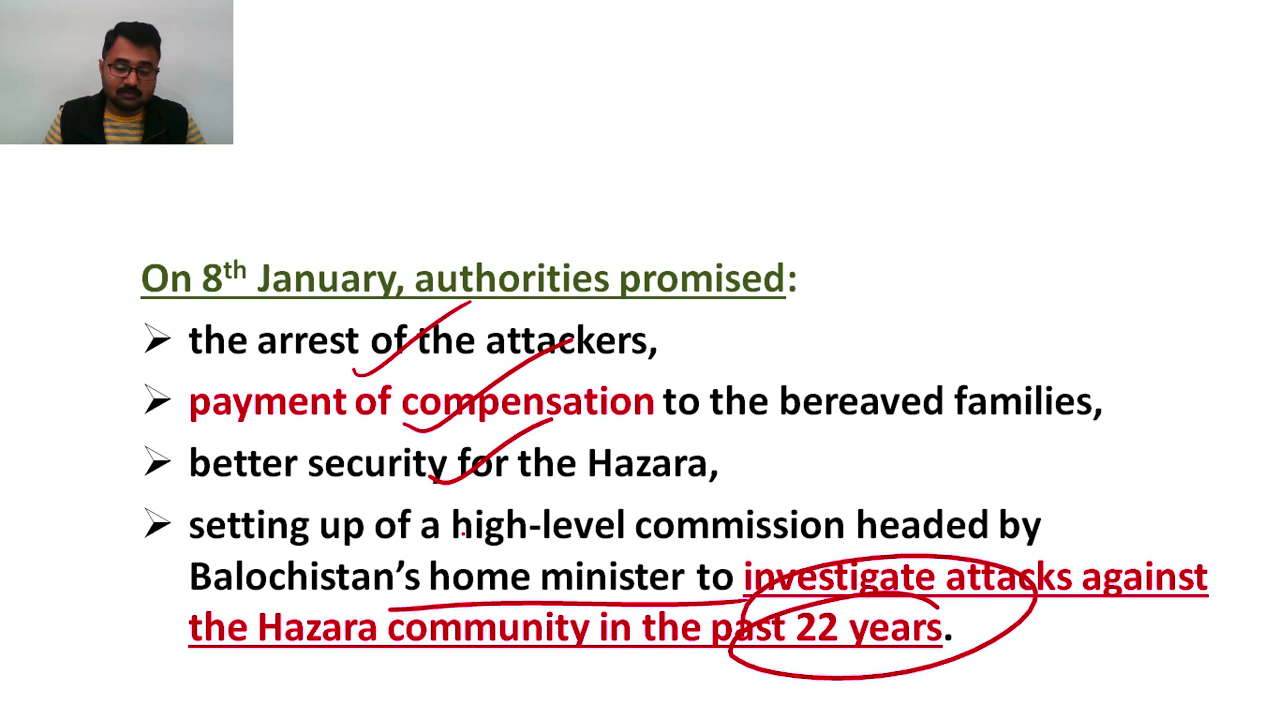 On 8th January, authorities promised:
➢ the arrest of the attackers,
➢ payment of compensation to the bereaved families,
➢ better security for the Hazara,
➢ setting up of a high-level commission headed by
Balochistan’s home minister to investigate attacks against
the Hazara community in the past 22 years.